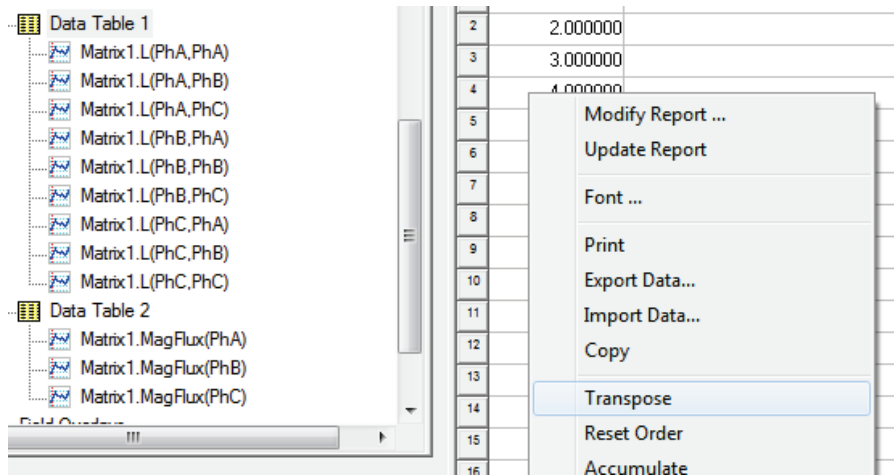 Data Table 1
Matrix1.L(PhA,PhA)
Matrix1.L(PhA,PhB)
Matrix1.L(PhA,PhC)
Matrix1.L(PhB,PhA)
Matrix1.L(PhB,PhB)
Matrix1.L(PhB,PhC)
Matrix1.L(PhC,PhA)
Matrix1.L(PhC,PhB)
Matrix1.L(PhC,PhC)
Data Table 2
Matrix1.MagFlux(PhA)
Matrix1.MagFlux(PhB)
Matrix1.MagFlux(PhC)
Field Overlays
2 2.000000
3 3.000000
4 4.000000
5
6
7
8
9
10
11
12
13
14
15
16
Modify Report ...
Update Report
Font ...
Print
Export Data...
Import Data...
Copy
Transpose
Reset Order
Accumulate